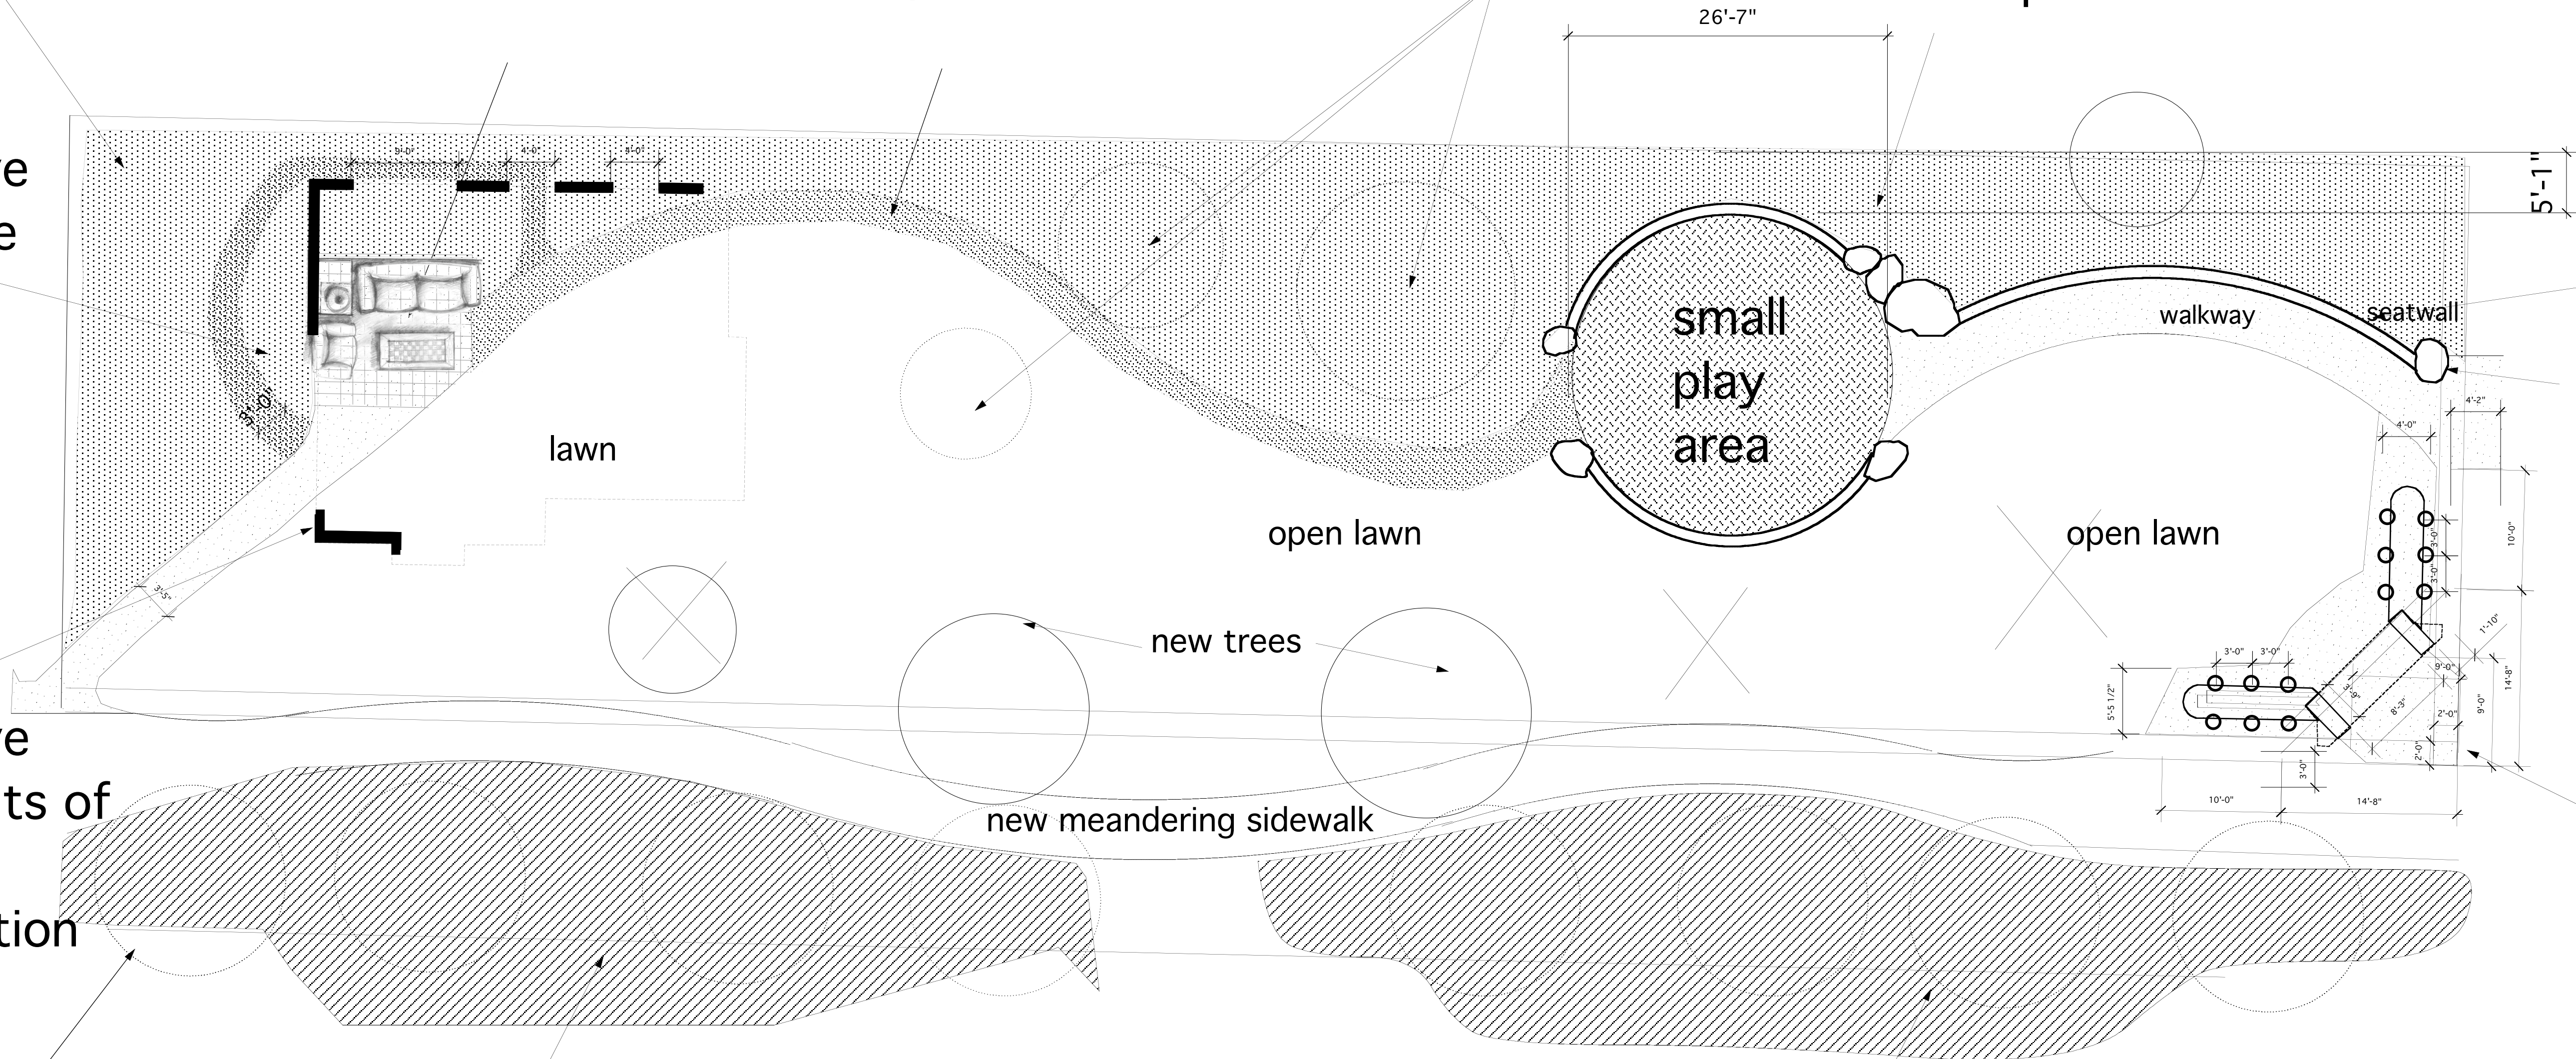 26'-7"
5'-1"
ve
e
9'-0"
4'-0"
4'-0"
small
play
area
walkway
seatwall
r
3'-0"
lawn
open lawn
open lawn
4'-2"
4'-0"
10'-0"
3'-0"
3'-0"
3'-5"
new trees
1'-10"
3'-0"
3'-0"
9'-0"
14'-8"
5'-5 1/2"
3'-9"
8'-3"
9'-0"
2'-0"
2'-0"
3'-0"
10'-0"
14'-8"
ve
ts of
new meandering sidewalk
tion